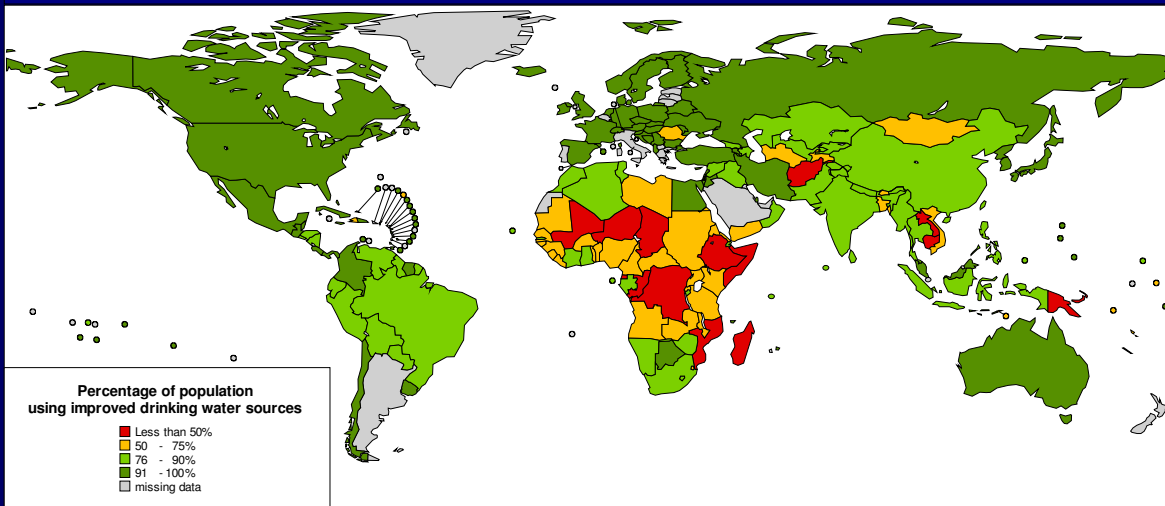 Percentage of population
using improved drinking water sources
Less than 50%
50 - 75%
76 - 90%
91 - 100%
missing data